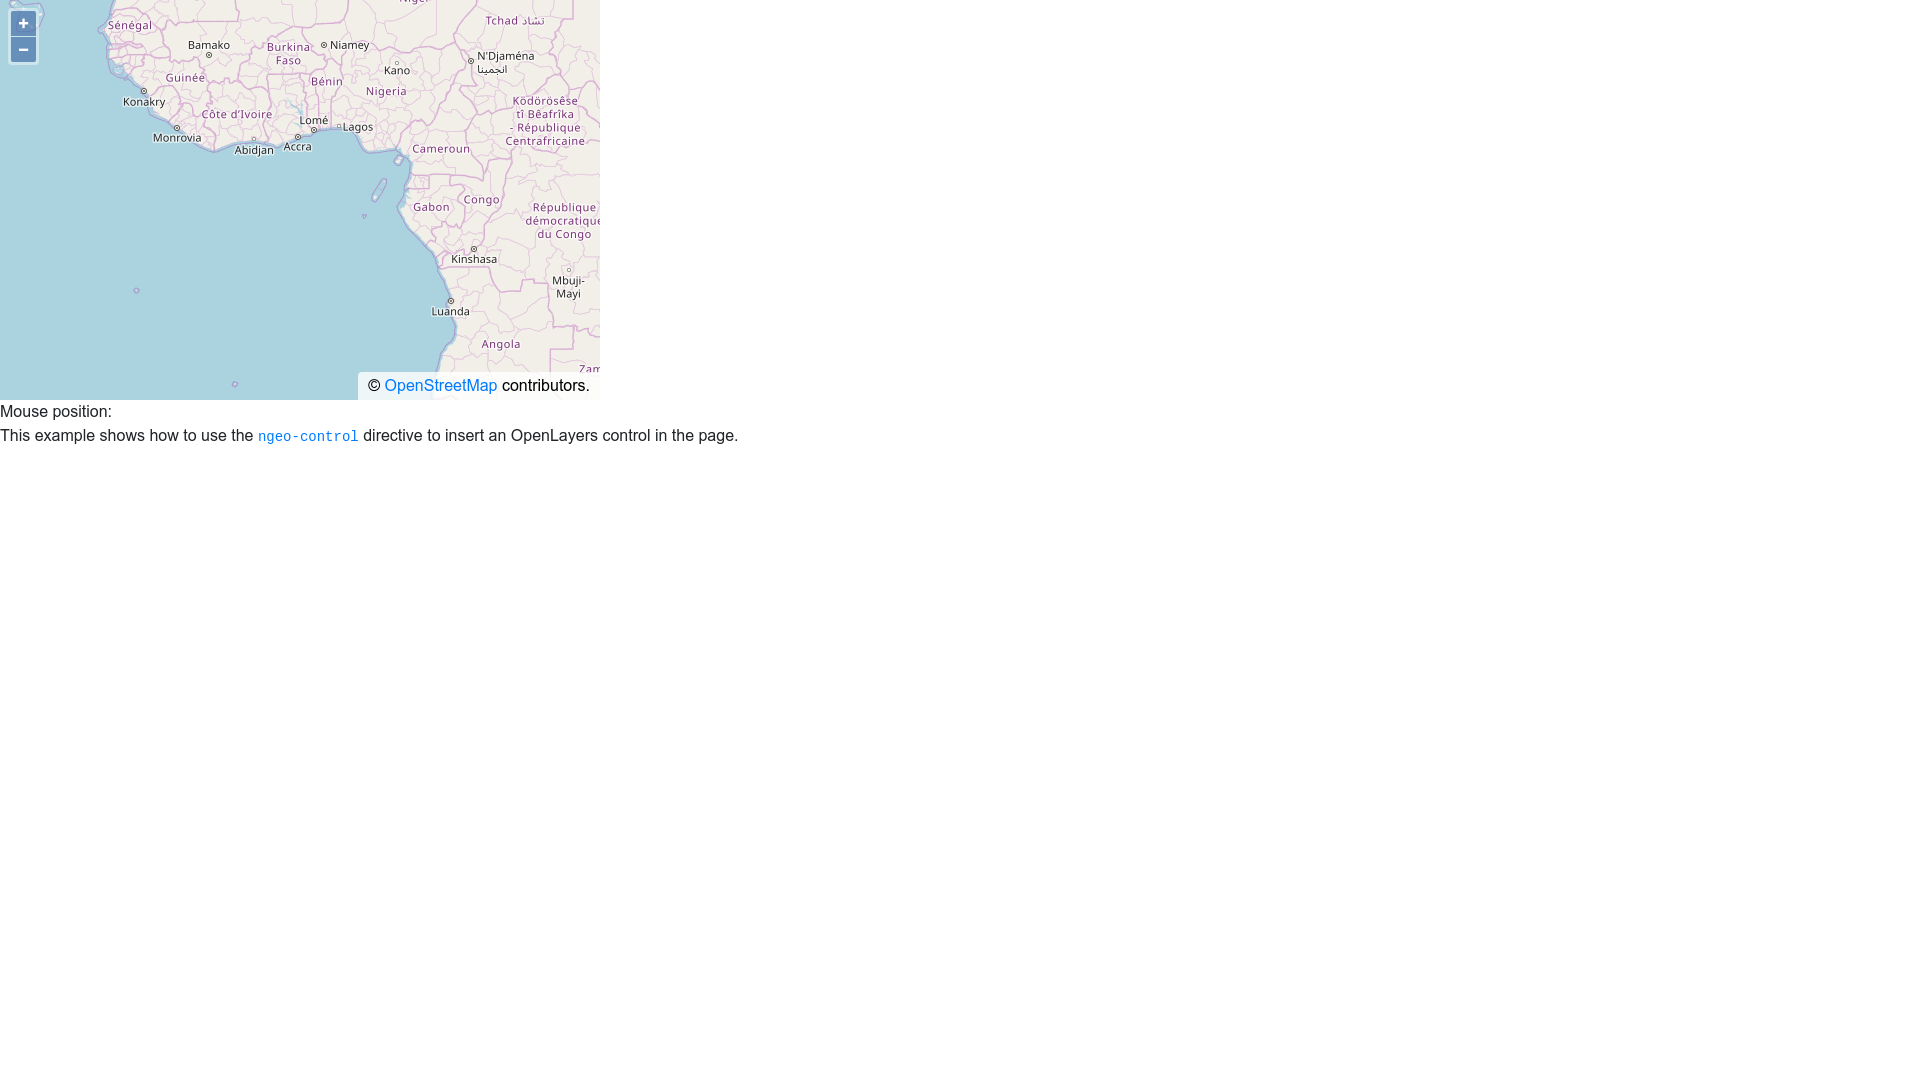 +
−
Sénégal
Tchad تشاد
Bamako
Burkina
Faso
Niamey
N'Djaména
انجمينا
Kano
Guinée
Bénin
Nigeria
Konakry
Ködörösêse
tî Bêafrîka
- République
Centrafricaine
Côte d'Ivoire
Lomé
Lagos
Monrovia
Abidjan
Accra
Cameroun
Gabon
Congo
République
démocratique
du Congo
Kinshasa
Mbuji-
Mayi
Luanda
Angola
Zam
© OpenStreetMap contributors.
Mouse position:
This example shows how to use the ngeo-control directive to insert an OpenLayers control in the page.